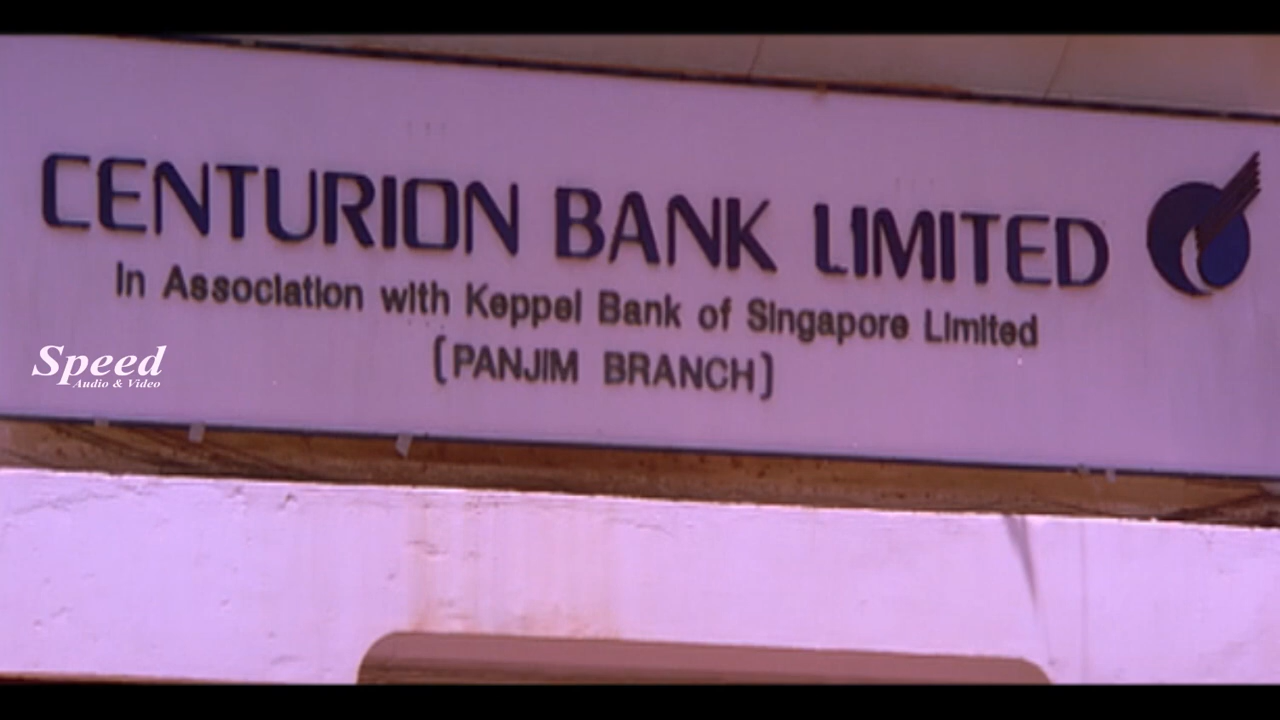 CENTURION BANK LIMITED
In Association with Keppel Bank of Singapore Limited
(PANJIM BRANCH)
Speed
Audio & Video